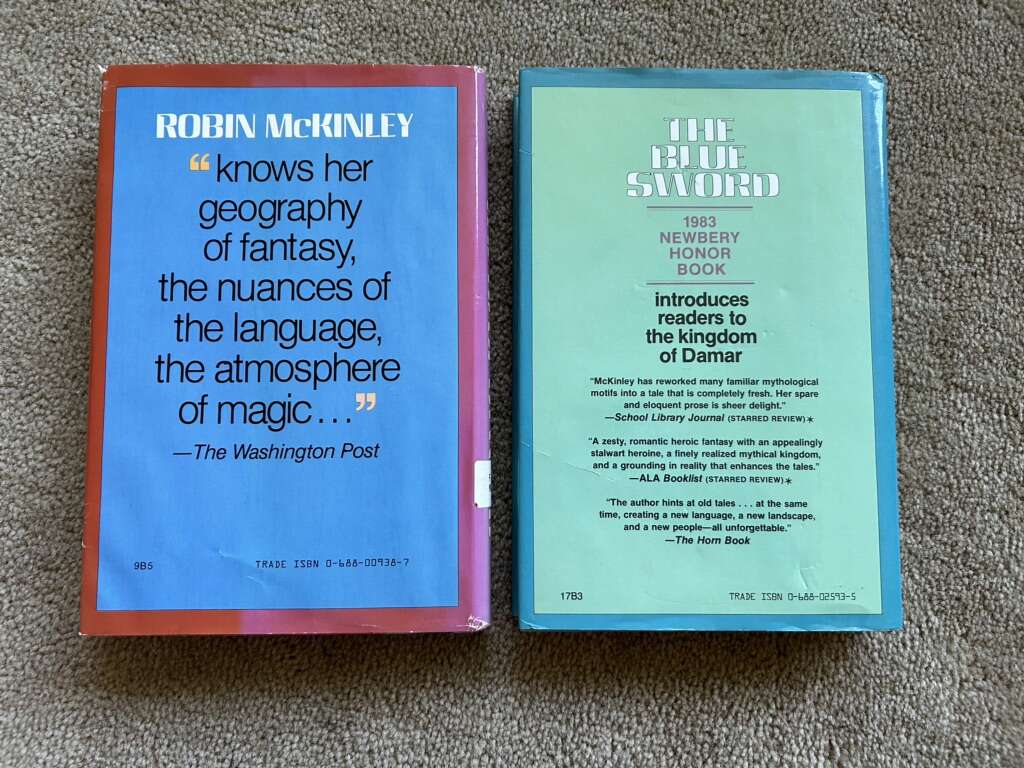 ROBIN McKINLEY
“knows her
geography
of fantasy,
the nuances of
the language,
the atmosphere
of magic...”
—The Washington Post
9B5
TRADE ISBN 0-688-00938-7
THE
BLUE
SWORD
1983
NEWBERY
HONOR
BOOK
introduces
readers to
the kingdom
of Damar
“McKinley has reworked many familiar mythological
motifs into a tale that is completely fresh. Her spare
and eloquent prose is sheer delight.”
—School Library Journal (STARRED REVIEW)*
“A zesty, romantic heroic fantasy with an appealingly
stalwart heroine, a finely realized mythical kingdom,
and a grounding in reality that enhances the tales.”
—ALA Booklist (STARRED REVIEW)*
“The author hints at old tales . . . at the same
time, creating a new language, a new landscape,
and a new people—all unforgettable.”
—The Horn Book
17B3
TRADE ISBN 0-688-02593-5